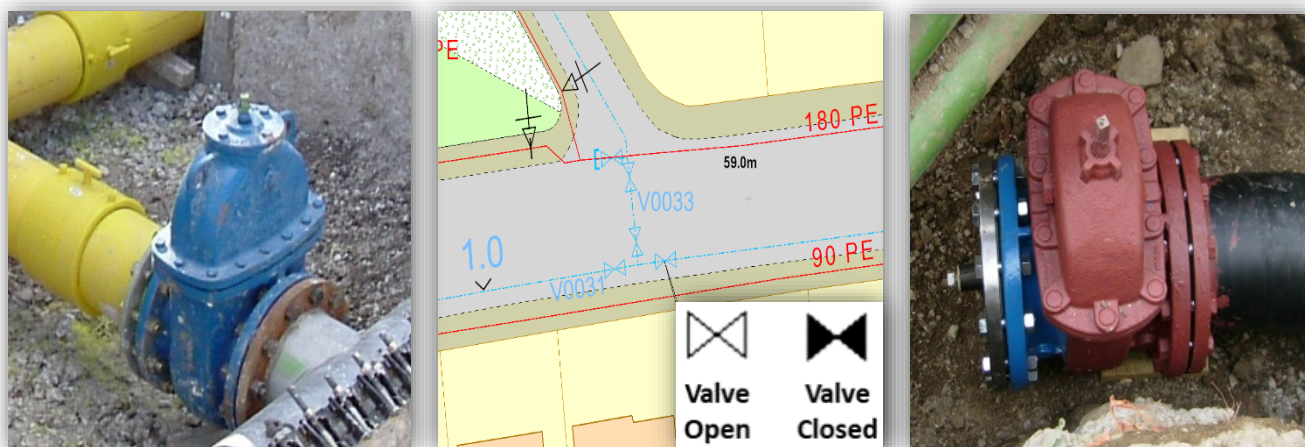 PE
180 PE
59.0m
V0033
1.0
90 PE
V0031
Valve
Open
Valve
Closed